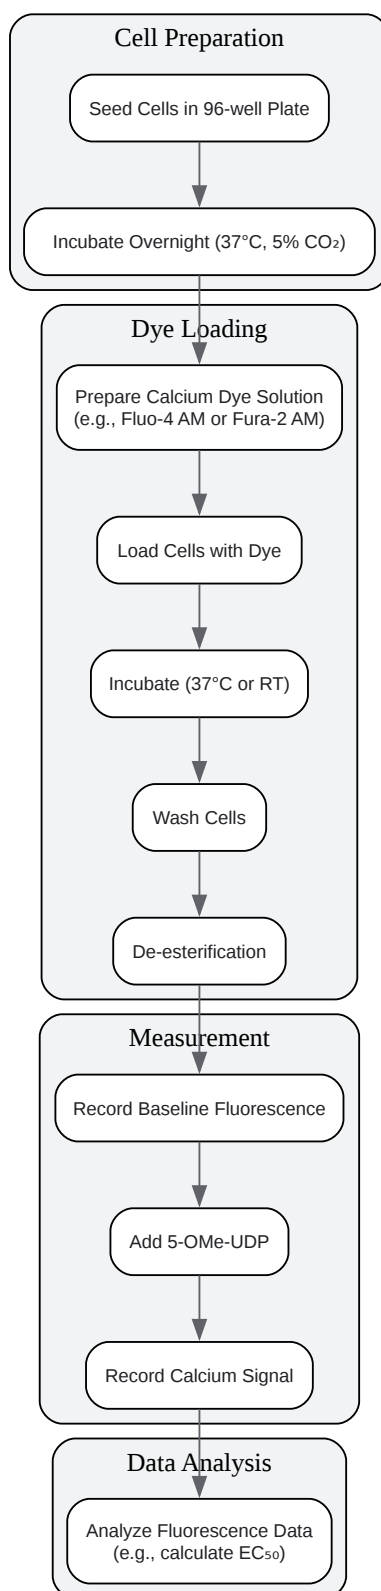 Cell Preparation
Seed Cells in 96-well Plate
Incubate Overnight (37°C, 5% CO₂)
Dye Loading
Prepare Calcium Dye Solution
(e.g., Fluo-4 AM or Fura-2 AM)
Load Cells with Dye
Incubate (37°C or RT)
Wash Cells
De-esterification
Measurement
Record Baseline Fluorescence
Add 5-OMe-UDP
Record Calcium Signal
Data Analysis
Analyze Fluorescence Data
(e.g., calculate EC₅₀)